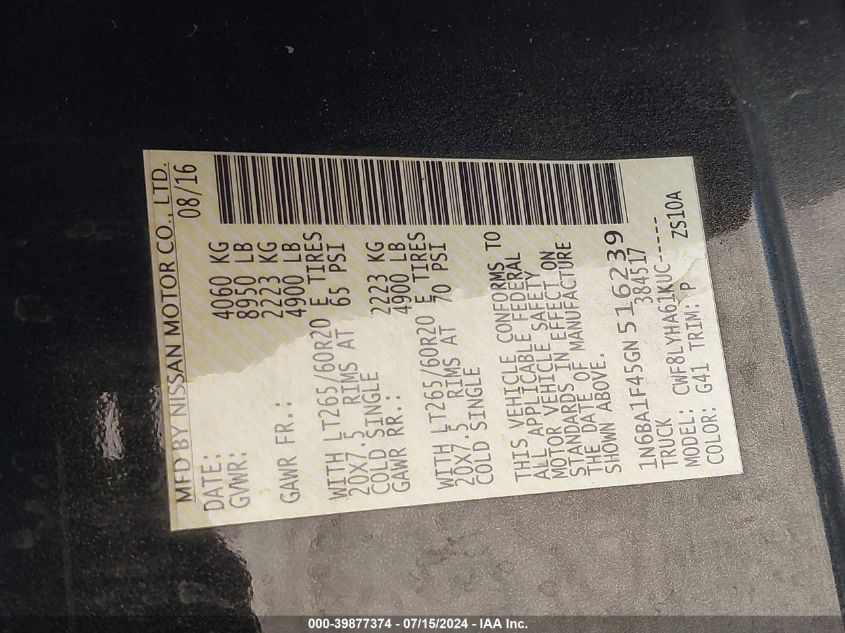 MFD BY NISSAN MOTOR CO., LTD.
DATE: 08/16
GVWR: 4060 KG
8950 LB
2223 KG
GAWR FR.: 4900 LB
WITH LT265/60R20 E TIRES
20X7.5 RIMS AT 65 PSI
COLD SINGLE 2223 KG
GAWR RR.: 4900 LB
WITH LT265/60R20 E TIRES
20X7.5 RIMS AT 70 PSI
COLD SINGLE
THIS VEHICLE CONFORMS TO
ALL APPLICABLE FEDERAL
MOTOR VEHICLE SAFETY
STANDARDS IN EFFECT ON
THE DATE OF MANUFACTURE
SHOWN ABOVE.
1N6BA1F45GN516239
TRUCK 384517
MODEL: CWF8LYHA61KUC-----
COLOR: G41 TRIM: P ZS10A
000-39877374 - 07/15/2024 - IAA Inc.